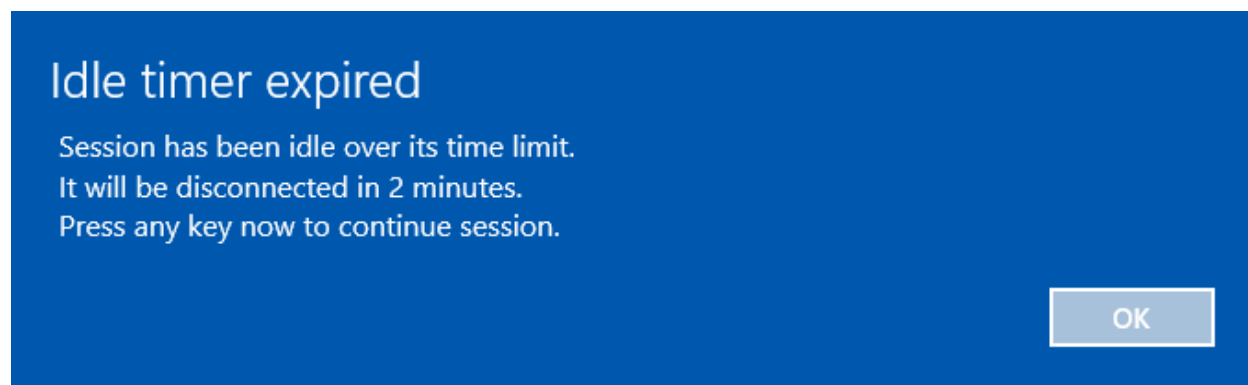 Idle timer expired
Session has been idle over its time limit.
It will be disconnected in 2 minutes.
Press any key now to continue session.
OK